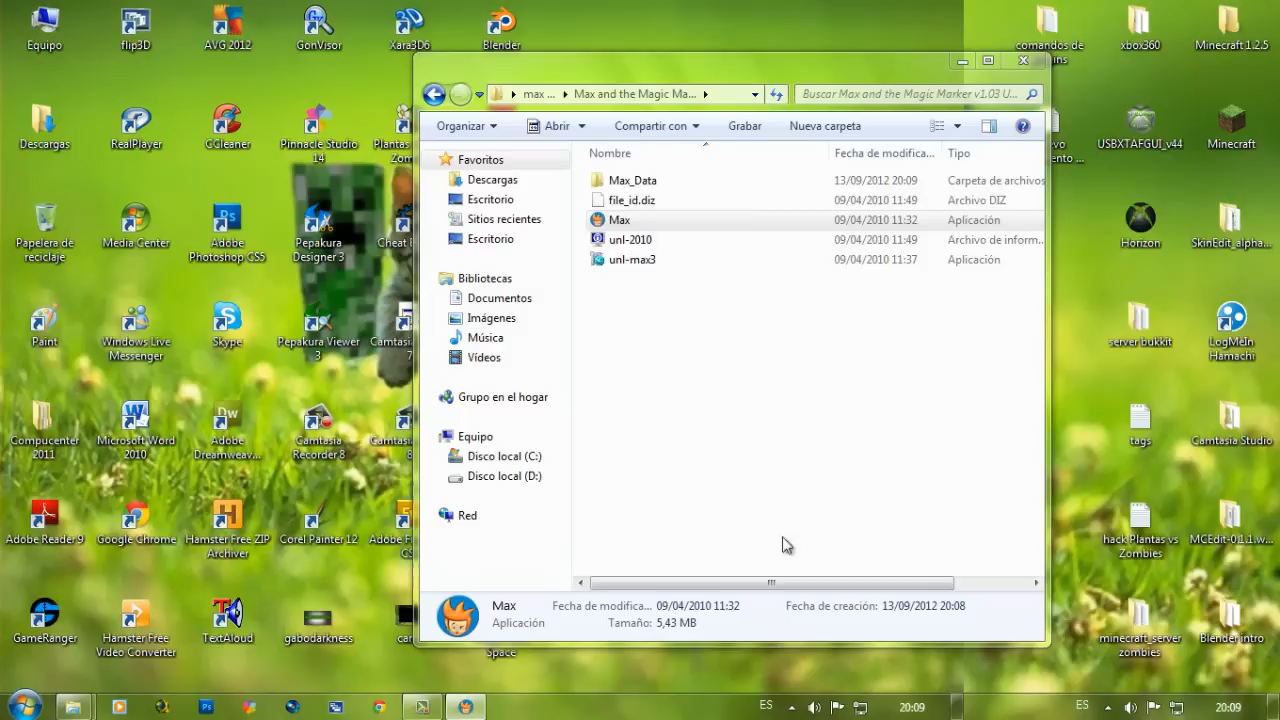 Equipo
flip3D
AVG 2012
GonVisor
Xara3D6
Blender
comandos de
xbox360
Minecraft 1.2.5
max ...
Max and the Magic Ma...
Buscar Max and the Magic Marker v1.03 U...
Organizar
Abrir
Compartir con
Grabar
Nueva carpeta
Descargas
RealPlayer
CCleaner
Pinnacle Studio
14
USBXTAFGUI_v44
Minecraft
Nombre
Fecha de modifica...
Tipo
Favoritos
Descargas
Escritorio
Sitios recientes
Escritorio
Max_Data
13/09/2012 20:09
Carpeta de archivos
file_id.diz
09/04/2010 11:49
Archivo DIZ
Max
09/04/2010 11:32
Aplicación
unl-2010
09/04/2010 11:49
Archivo de inform...
unl-max3
09/04/2010 11:37
Aplicación
Papelera de
reciclaje
Media Center
Adobe
Photoshop CS5
Pepakura
Designer 3
Cheat
Horizon
SkinEdit_alpha...
Bibliotecas
Documentos
Imágenes
Música
Vídeos
Paint
Windows Live
Messenger
Skype
Pepakura Viewer
3
Camtas
7
server bukkit
LogMeIn
Hamachi
Grupo en el hogar
Equipo
Disco local (C:)
Disco local (D:)
Red
Compucenter
2011
Microsoft Word
2010
Adobe
Dreamweav...
Camtasia
Recorder 8
Camtas
8
tags
Camtasia Studio
Adobe Reader 9
Google Chrome
Hamster Free ZIP
Archiver
Corel Painter 12
Adobe F
CS
hack Plantas vs
Zombies
MCEdit-0.1.1.w...
GameRanger
Hamster Free
Video Converter
TextAloud
gabodarkness
Space
minecraft_server
zombies
Blender intro
Max
Aplicación
Fecha de modifica... 09/04/2010 11:32
Tamaño: 5,43 MB
Fecha de creación: 13/09/2012 20:08
ES
20:09
ES
20:09